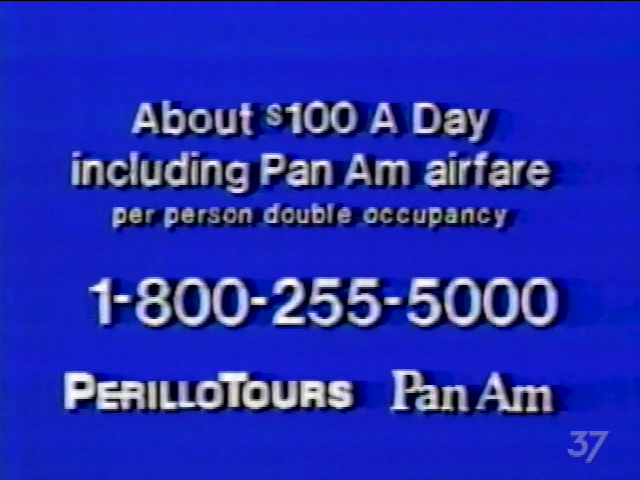 About $100 A Day
including Pan Am airfare
per person double occupancy
1-800-255-5000
PERILLOTOURS Pan Am
37